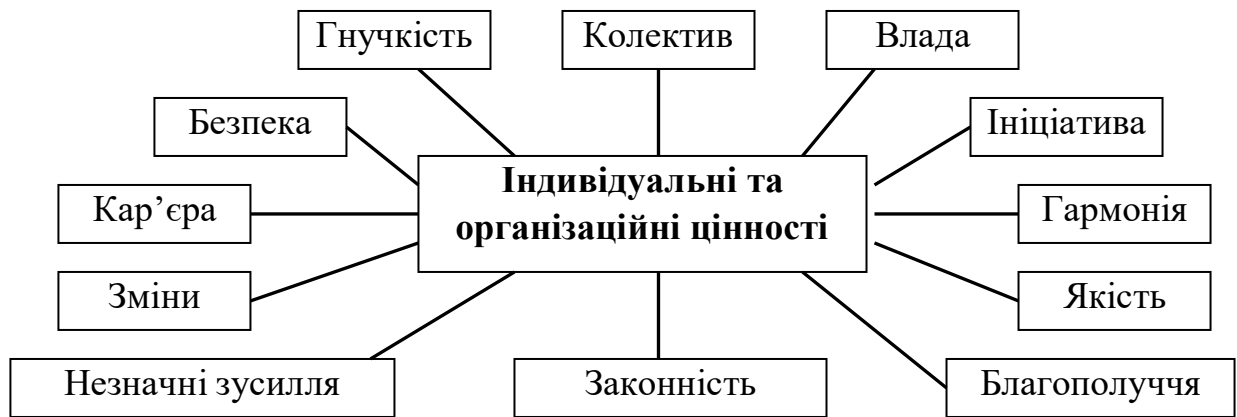 Гнучкість
Колектив
Влада
Безпека
Ініціатива
Індивідуальні та
організаційні цінності
Кар’єра
Гармонія
Зміни
Якість
Незначні зусилля
Законність
Благополуччя